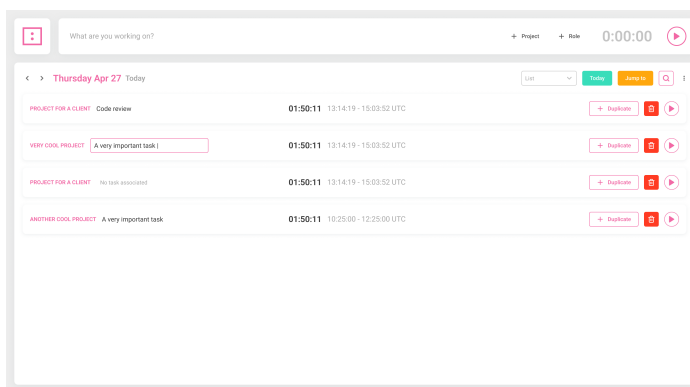 What are you working on?
+ Project + Role 0:00:00
< > Thursday Apr 27 Today
List Today Jump to
PROJECT FOR A CLIENT Code review 01:50:11 13:14:19 - 15:03:52 UTC + Duplicate
VERY COOL PROJECT A very important task 01:50:11 13:14:19 - 15:03:52 UTC + Duplicate
PROJECT FOR A CLIENT No task associated 01:50:11 13:14:19 - 15:03:52 UTC + Duplicate
ANOTHER COOL PROJECT A very important task 01:50:11 10:25:00 - 12:25:00 UTC + Duplicate